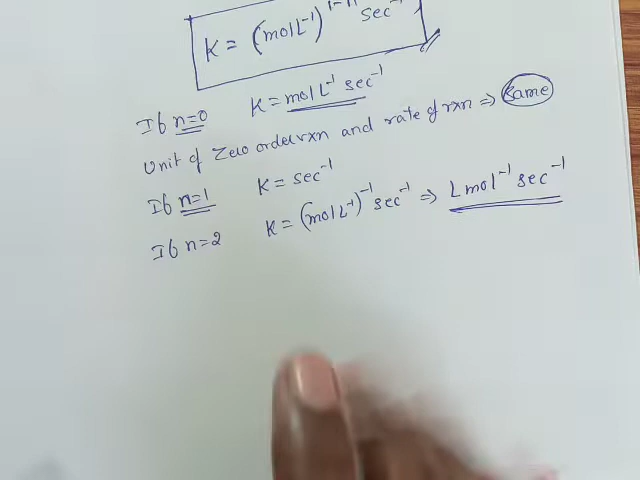 K = (mol L⁻¹)¹⁻ⁿ sec⁻¹
If n=0 K = mol L⁻¹ sec⁻¹
Unit of Zero order rxn and rate of rxn ⇒ Same
If n=1 K = sec⁻¹
If n=2 K = (mol L⁻¹)⁻¹ sec⁻¹ ⇒ L mol⁻¹ sec⁻¹